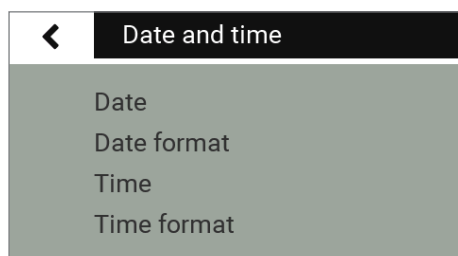 Date and time
Date
Date format
Time
Time format